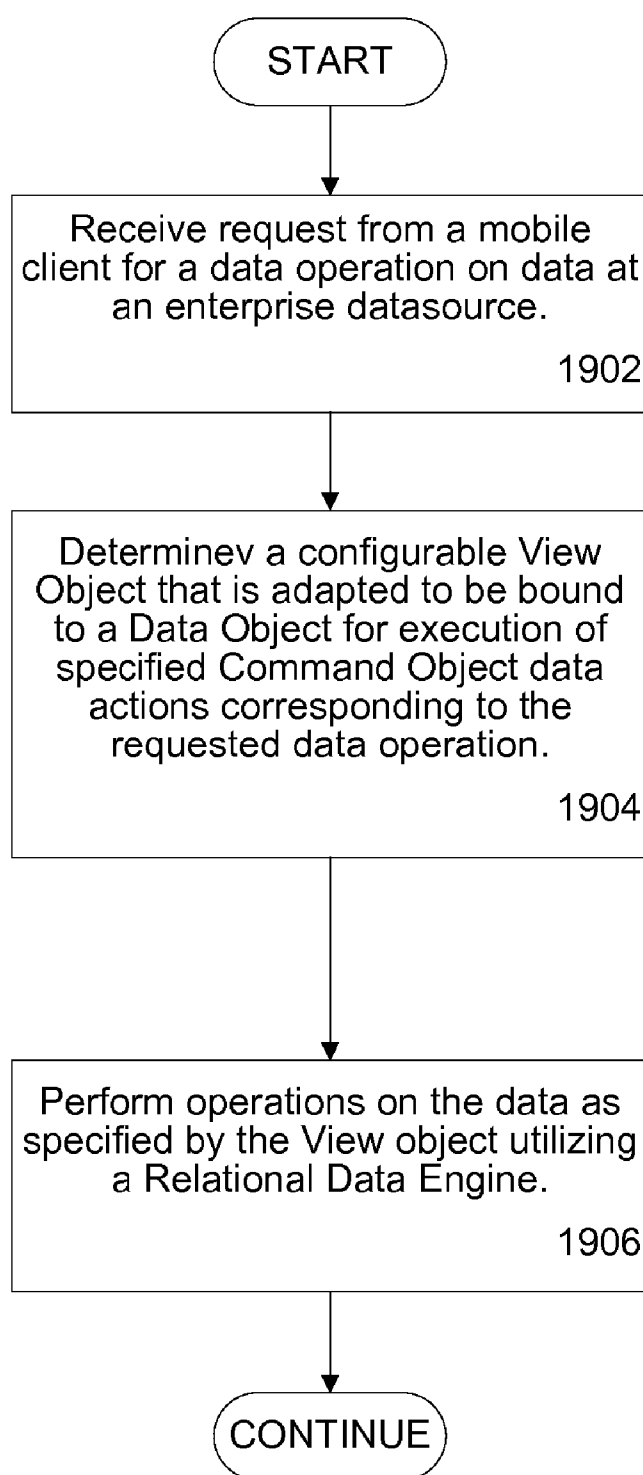 START
Receive request from a mobile
client for a data operation on data at
an enterprise datasource.
1902
Determinev a configurable View
Object that is adapted to be bound
to a Data Object for execution of
specified Command Object data
actions corresponding to the
requested data operation.
1904
Perform operations on the data as
specified by the View object utilizing
a Relational Data Engine.
1906
CONTINUE